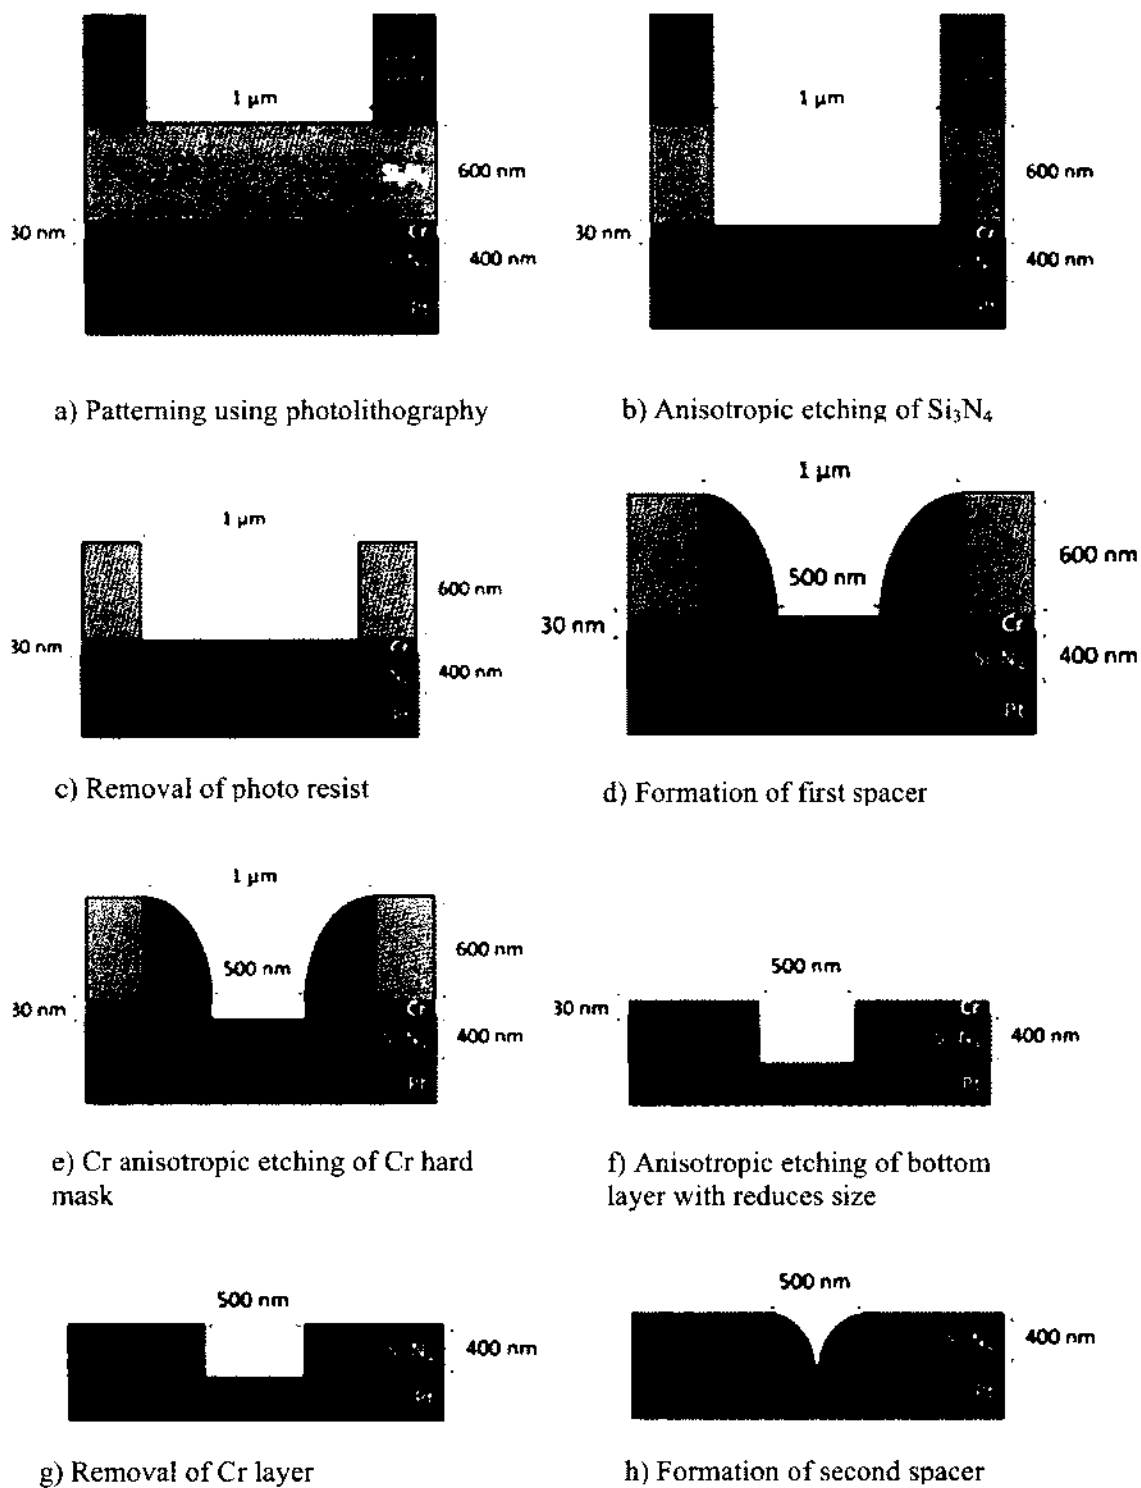 1 µm
600 nm
30 nm
Cr
400 nm
Pt
a) Patterning using photolithography
1 µm
600 nm
30 nm
Cr
400 nm
b) Anisotropic etching of Si₃N₄
1 µm
600 nm
30 nm
Cr
400 nm
c) Removal of photo resist
1 µm
600 nm
500 nm
30 nm
Cr
400 nm
Pt
d) Formation of first spacer
1 µm
600 nm
500 nm
30 nm
Cr
400 nm
Pt
e) Cr anisotropic etching of Cr hard
mask
500 nm
30 nm
Cr
400 nm
Pt
f) Anisotropic etching of bottom
layer with reduces size
500 nm
400 nm
Pt
g) Removal of Cr layer
500 nm
400 nm
Pt
h) Formation of second spacer